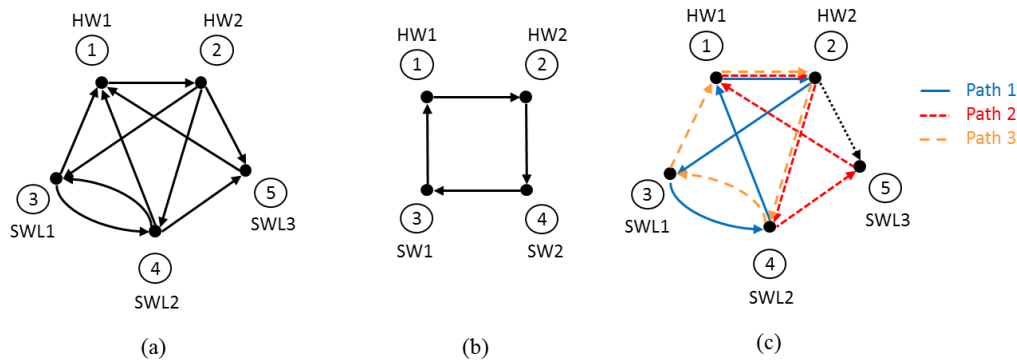 HW1 HW2
1 2
3 5
SWL1 SWL3
4
SWL2
(a)
HW1 HW2
1 2
3 4
SW1 SW2
(b)
HW1 HW2
1 2
3 5
SWL1 SWL3
4
SWL2
(c)
Path 1
Path 2
Path 3